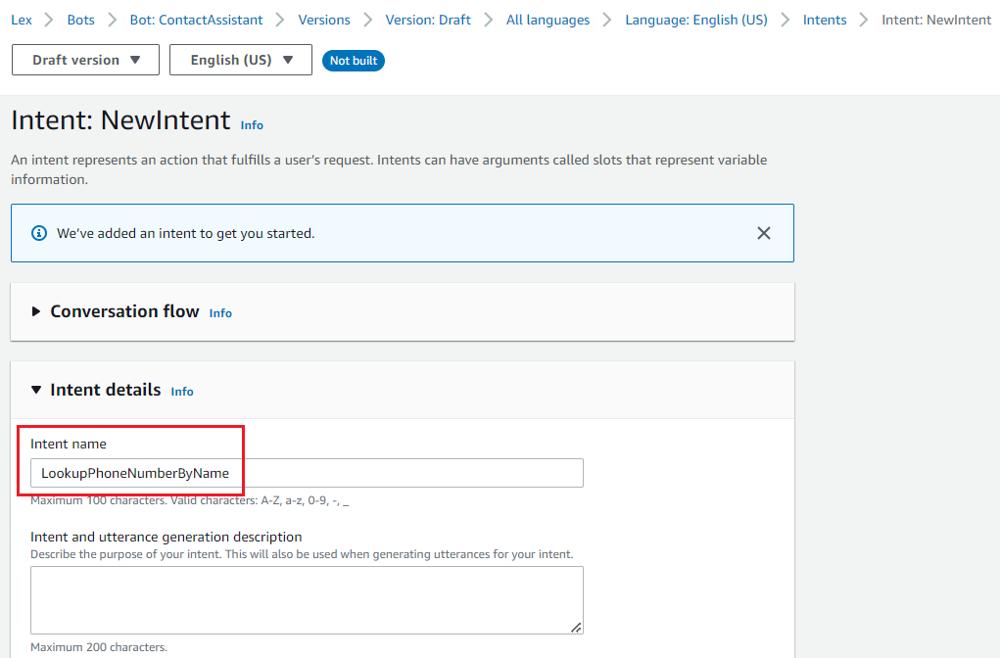 Lex > Bots > Bot: ContactAssistant > Versions > Version: Draft > All languages > Language: English (US) > Intents > Intent: NewIntent
Draft version ▼ English (US) ▼ Not built
Intent: NewIntent Info
An intent represents an action that fulfills a user's request. Intents can have arguments called slots that represent variable
information.
We've added an intent to get you started.
Conversation flow Info
Intent details Info
Intent name
LookupPhoneNumberByName
Maximum 100 characters. Valid characters: A-Z, a-z, 0-9, -, _
Intent and utterance generation description
Describe the purpose of your intent. This will also be used when generating utterances for your intent.
Maximum 200 characters.